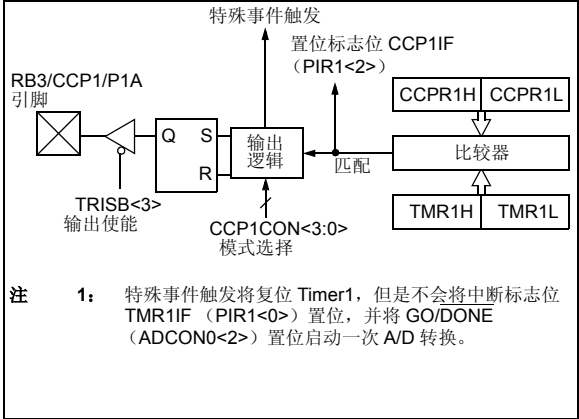 特殊事件触发
置位标志位 CCP1IF
（PIR1<2>）
RB3/CCP1/P1A
引脚
CCPR1H CCPR1L
Q S
R
输出
逻辑
匹配
比较器
TRISB<3>
输出使能
CCP1CON<3:0>
模式选择
TMR1H TMR1L
注 1： 特殊事件触发将复位 Timer1，但是不会将中断标志位
TMR1IF （PIR1<0>）置位，并将 GO/DONE
（ADCON0<2>）置位启动一次 A/D 转换。